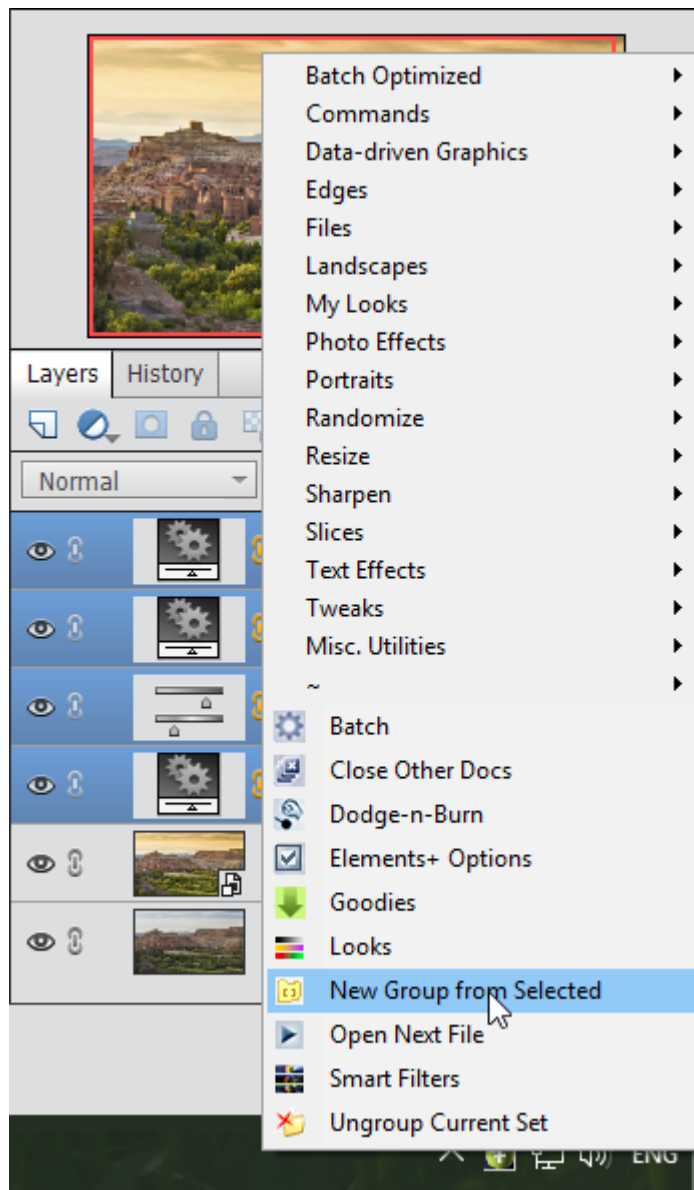 Batch Optimized
Commands
Data-driven Graphics
Edges
Files
Landscapes
My Looks
Photo Effects
Portraits
Randomize
Resize
Sharpen
Slices
Text Effects
Tweaks
Misc. Utilities
~
Batch
Close Other Docs
Dodge-n-Burn
Elements+ Options
Goodies
Looks
New Group from Selected
Open Next File
Smart Filters
Ungroup Current Set
Layers History
Normal
ENG